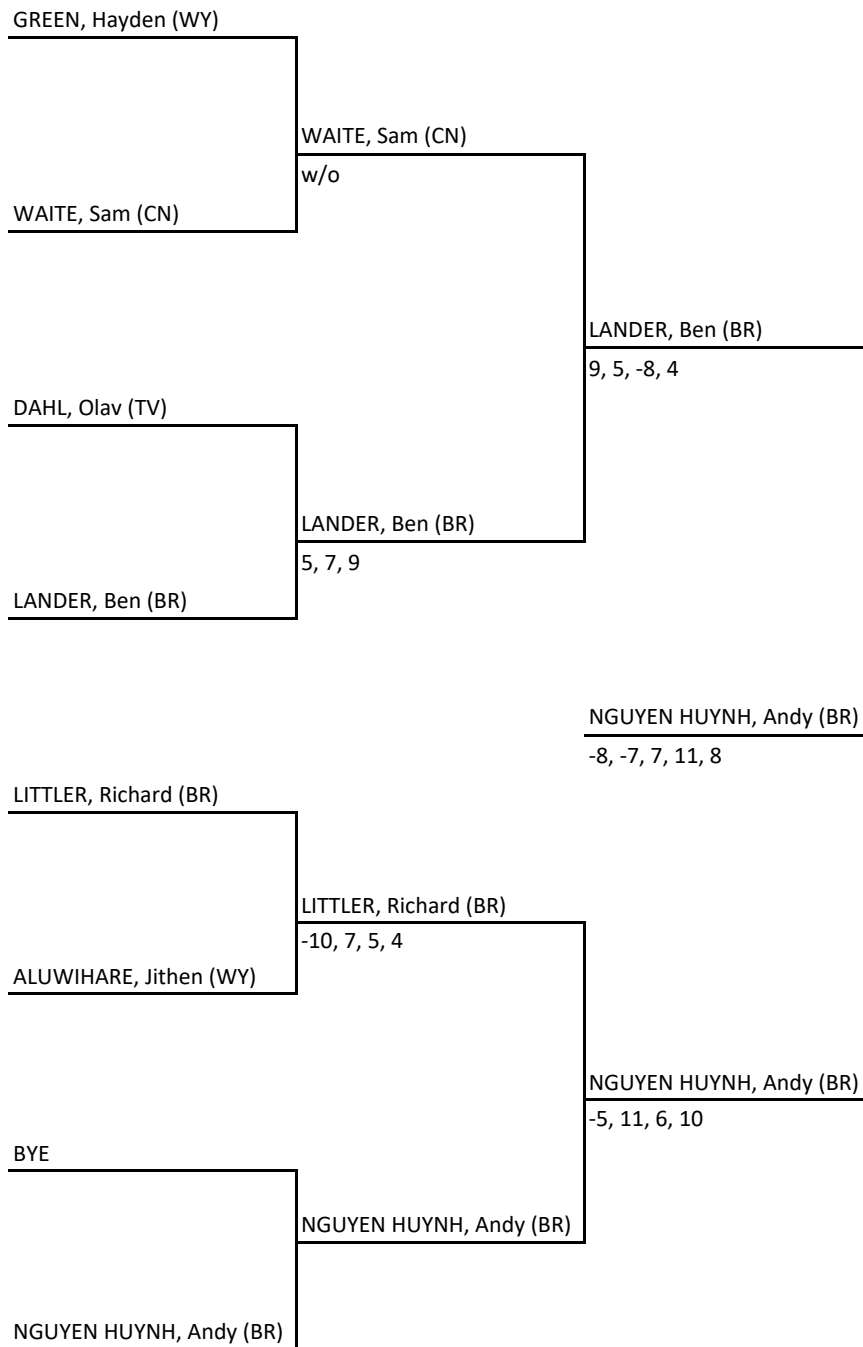 GREEN, Hayden (WY)
WAITE, Sam (CN)
w/o
WAITE, Sam (CN)
LANDER, Ben (BR)
9, 5, -8, 4
DAHL, Olav (TV)
LANDER, Ben (BR)
5, 7, 9
LANDER, Ben (BR)
NGUYEN HUYNH, Andy (BR)
-8, -7, 7, 11, 8
LITTLER, Richard (BR)
LITTLER, Richard (BR)
-10, 7, 5, 4
ALUWIHARE, Jithen (WY)
NGUYEN HUYNH, Andy (BR)
-5, 11, 6, 10
BYE
NGUYEN HUYNH, Andy (BR)
NGUYEN HUYNH, Andy (BR)